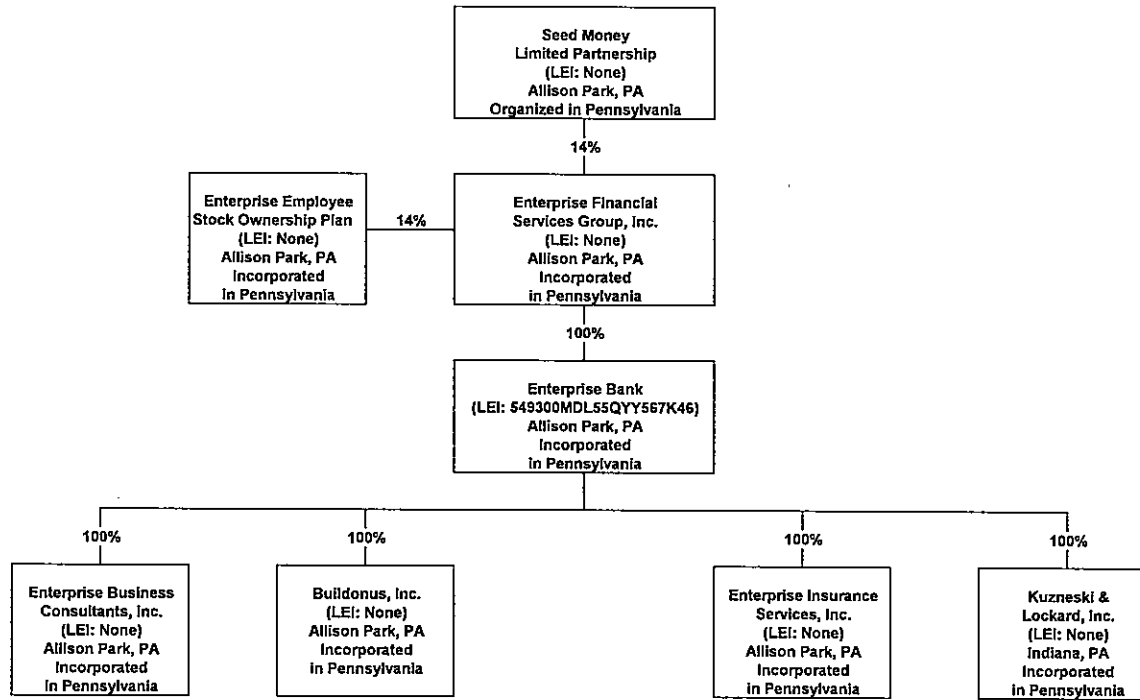 Seed Money
Limited Partnership
(LEI: None)
Allison Park, PA
Organized in Pennsylvania
14%
Enterprise Employee
Stock Ownership Plan
(LEI: None)
Allison Park, PA
Incorporated
in Pennsylvania
14%
Enterprise Financial
Services Group, Inc.
(LEI: None)
Allison Park, PA
Incorporated
in Pennsylvania
100%
Enterprise Bank
(LEI: 549300MDL55QYY567K46)
Allison Park, PA
Incorporated
in Pennsylvania
100%
100%
100%
100%
Enterprise Business
Consultants, Inc.
(LEI: None)
Allison Park, PA
Incorporated
in Pennsylvania
Buildonus, Inc.
(LEI: None)
Allison Park, PA
Incorporated
in Pennsylvania
Enterprise Insurance
Services, Inc.
(LEI: None)
Allison Park, PA
Incorporated
in Pennsylvania
Kuzneski &
Lockard, Inc.
(LEI: None)
Indiana, PA
Incorporated
in Pennsylvania